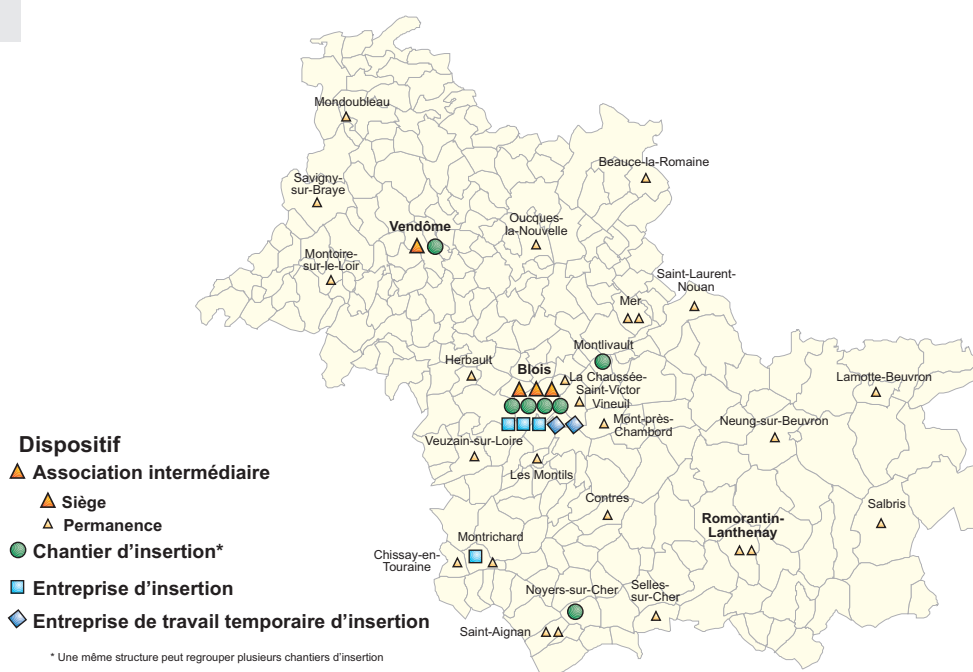 Mondoubleau
Beauce-la-Romaine
Savigny-
sur-Braye
Vendôme
Oucques-
la-Nouvelle
Montoire-
sur-le-Loir
Saint-Laurent-
Nouan
Mer
Montlivault
Herbault
Blois
La Chaussée-
Saint-Victor
Lamotte-Beuvron
Vineuil
Mont-près-
Chambord
Neung-sur-Beuvron
Veuzain-sur-Loire
Les Montils
Contres
Salbris
Romorantin-
Lanthenay
Montrichard
Chissay-en-
Touraine
Noyers-sur-Cher
Selles-
sur-Cher
Saint-Aignan
Dispositif
Association intermédiaire
Siège
Permanence
Chantier d'insertion*
Entreprise d'insertion
Entreprise de travail temporaire d'insertion
* Une même structure peut regrouper plusieurs chantiers d'insertion